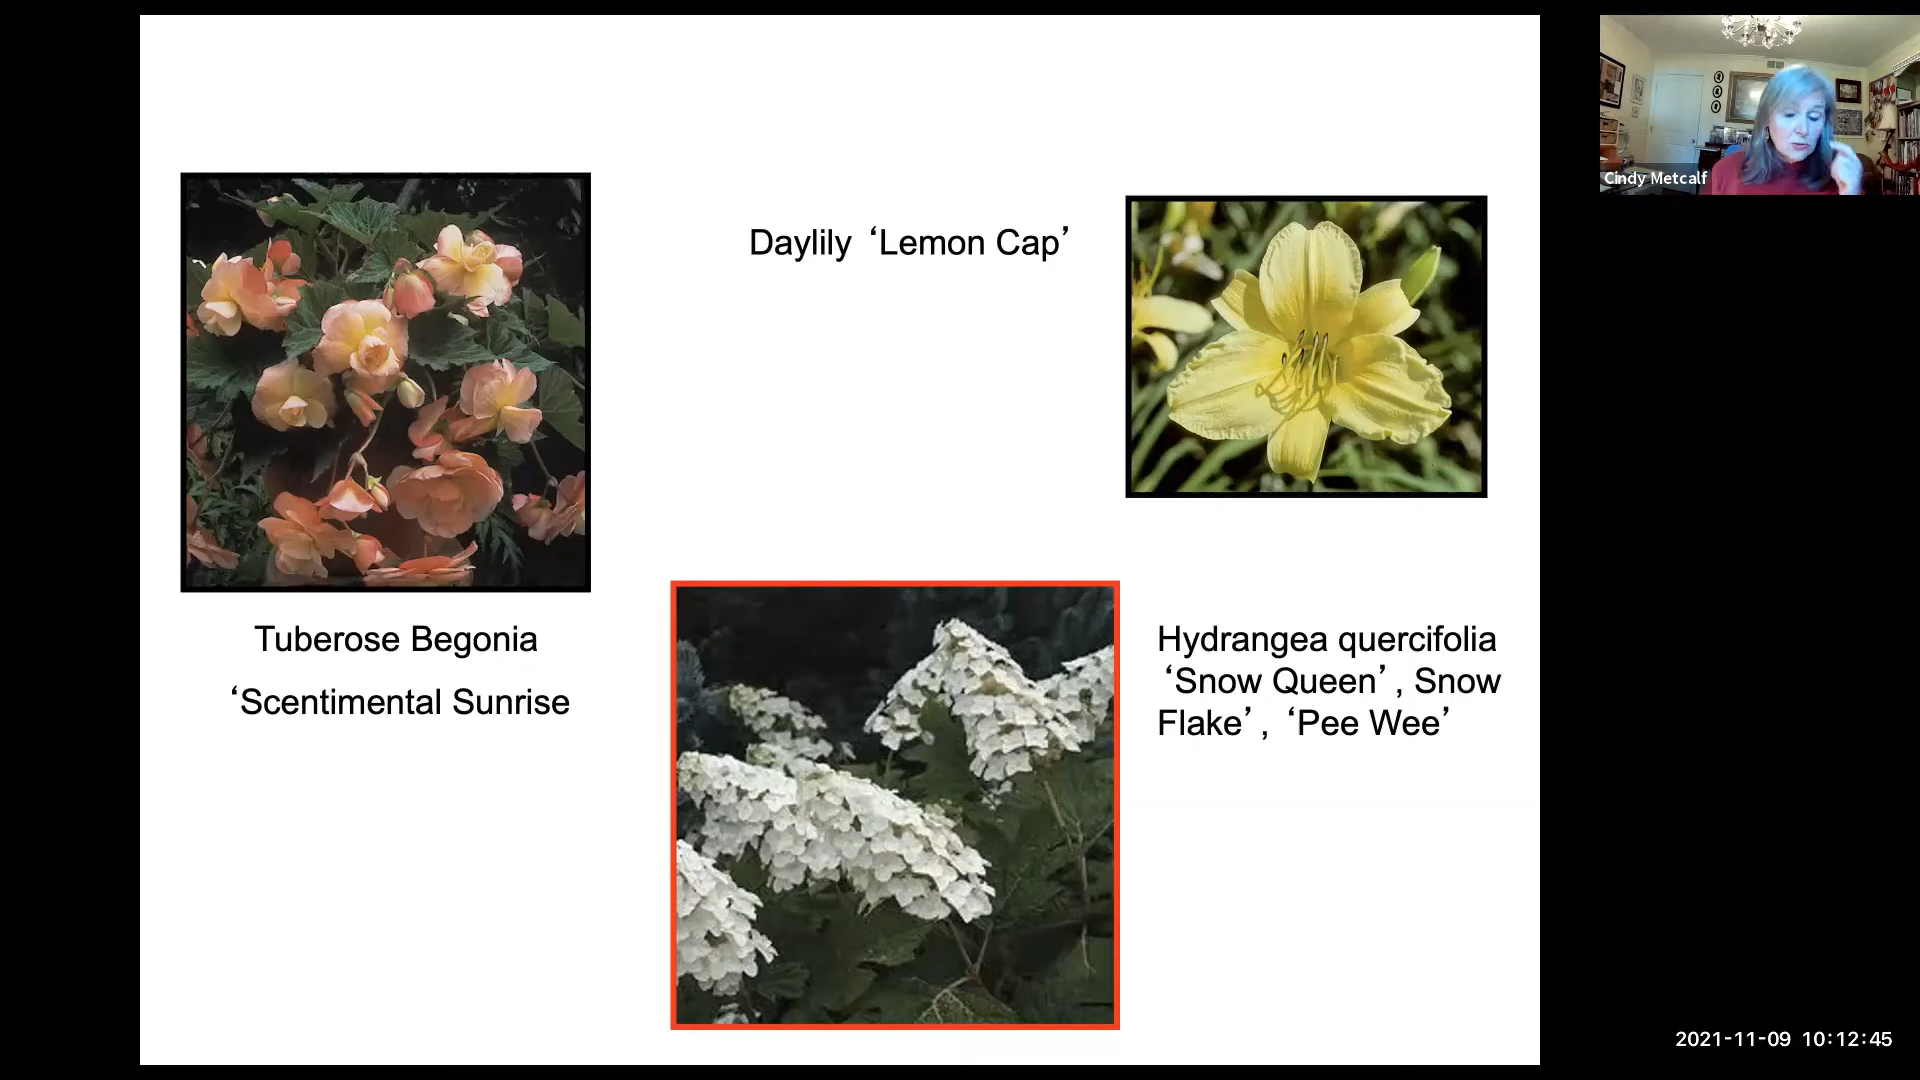 Cindy Metcalf
Daylily ‘Lemon Cap’
Tuberose Begonia
‘Scentimental Sunrise
Hydrangea quercifolia
‘Snow Queen’, Snow
Flake’, ‘Pee Wee’
2021-11-09 10:12:45